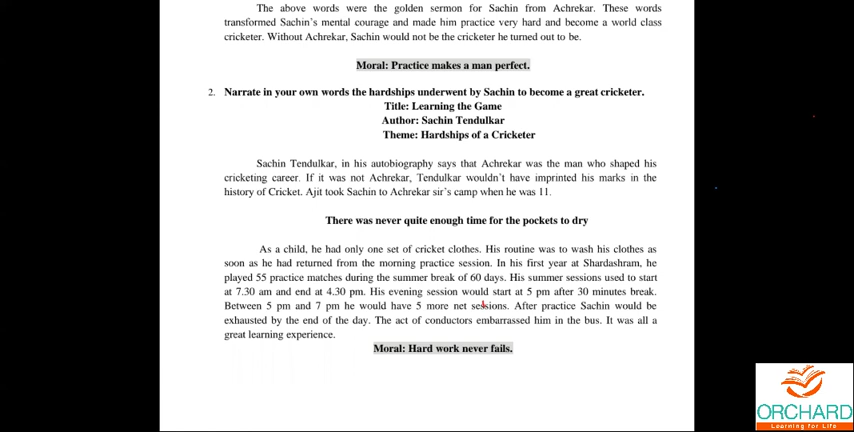 The above words were the golden sermon for Sachin from Achrekar. These words
transformed Sachin's mental courage and made him practice very hard and become a world class
cricketer. Without Achrekar, Sachin would not be the cricketer he turned out to be.
Moral: Practice makes a man perfect.
2. Narrate in your own words the hardships underwent by Sachin to become a great cricketer.
Title: Learning the Game
Author: Sachin Tendulkar
Theme: Hardships of a Cricketer
Sachin Tendulkar, in his autobiography says that Achrekar was the man who shaped his
cricketing career. If it was not Achrekar, Tendulkar wouldn't have imprinted his marks in the
history of Cricket. Ajit took Sachin to Achrekar sir's camp when he was 11.
There was never quite enough time for the pockets to dry
As a child, he had only one set of cricket clothes. His routine was to wash his clothes as
soon as he had returned from the morning practice session. In his first year at Shardashram, he
played 55 practice matches during the summer break of 60 days. His summer sessions used to start
at 7.30 am and end at 4.30 pm. His evening session would start at 5 pm after 30 minutes break.
Between 5 pm and 7 pm he would have 5 more net sessions. After practice Sachin would be
exhausted by the end of the day. The act of conductors embarrassed him in the bus. It was all a
great learning experience.
Moral: Hard work never fails.
ORCHARD
Learning for Life